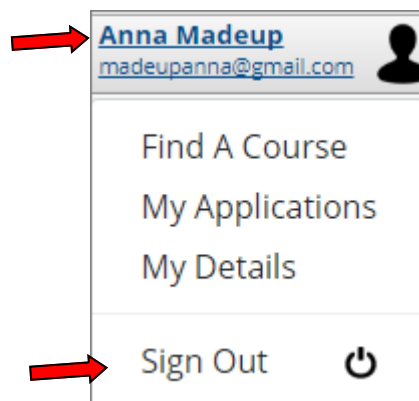 Anna Madeup
madeupanna@gmail.com
Find A Course
My Applications
My Details
Sign Out